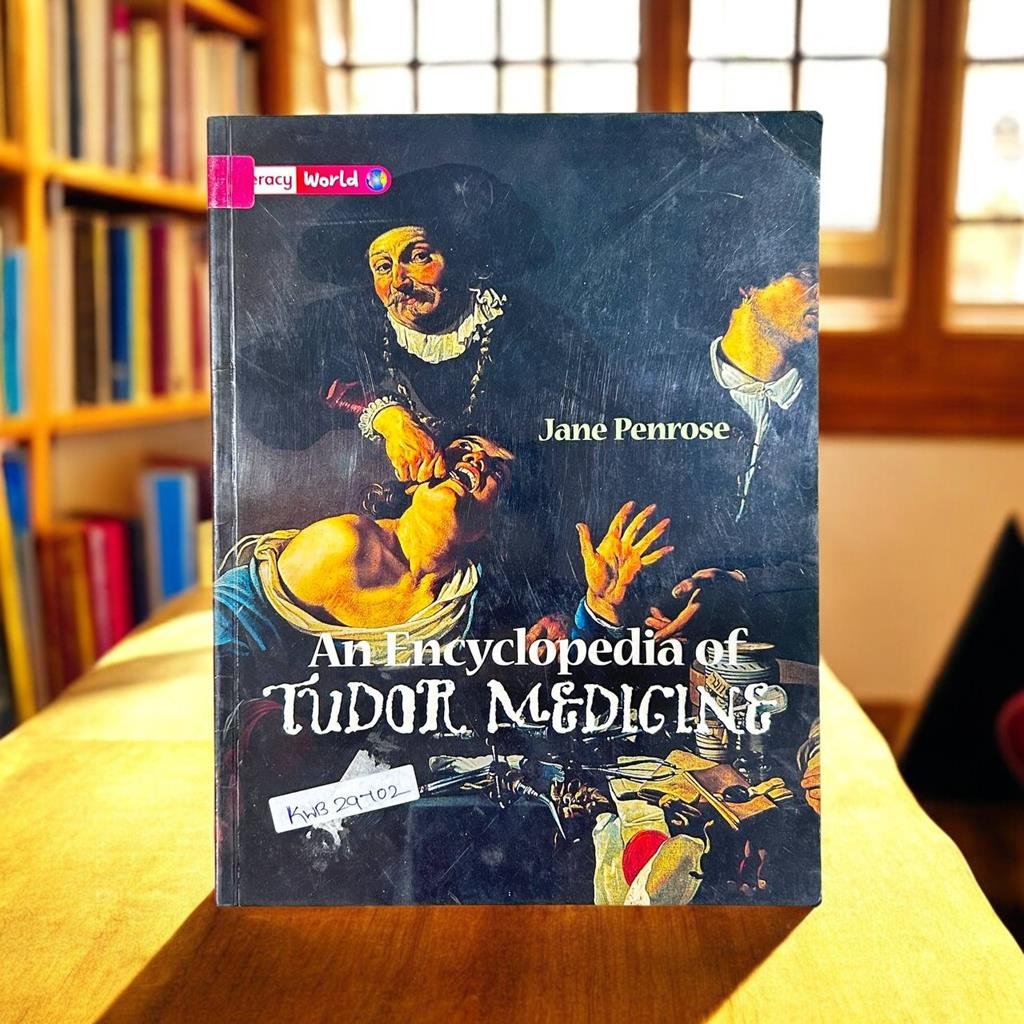 eracy World
Jane Penrose
An Encyclopedia of
TUDOR MEDICINE
KWB 29702